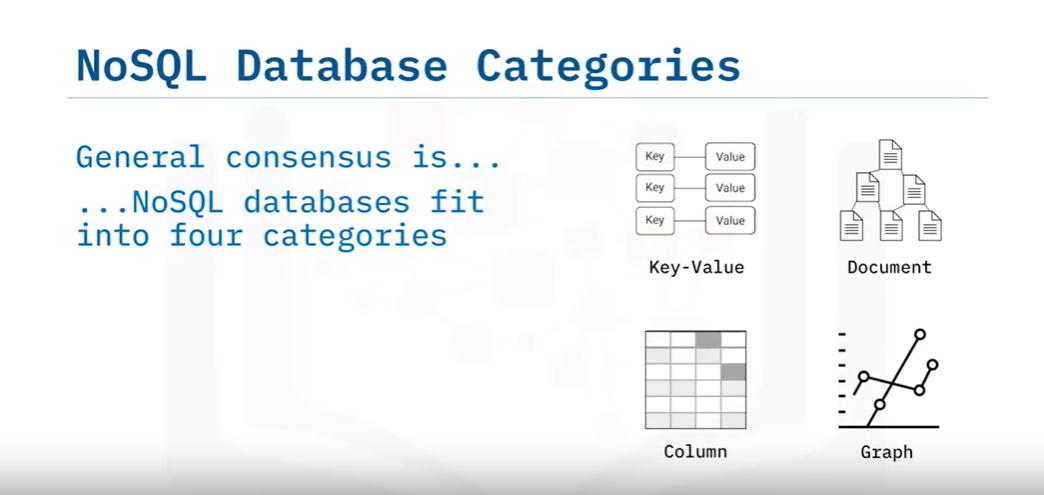 NoSQL Database Categories
General consensus is...
...NoSQL databases fit
into four categories
Key Value
Key Value
Key Value
Key-Value
Document
Column
Graph